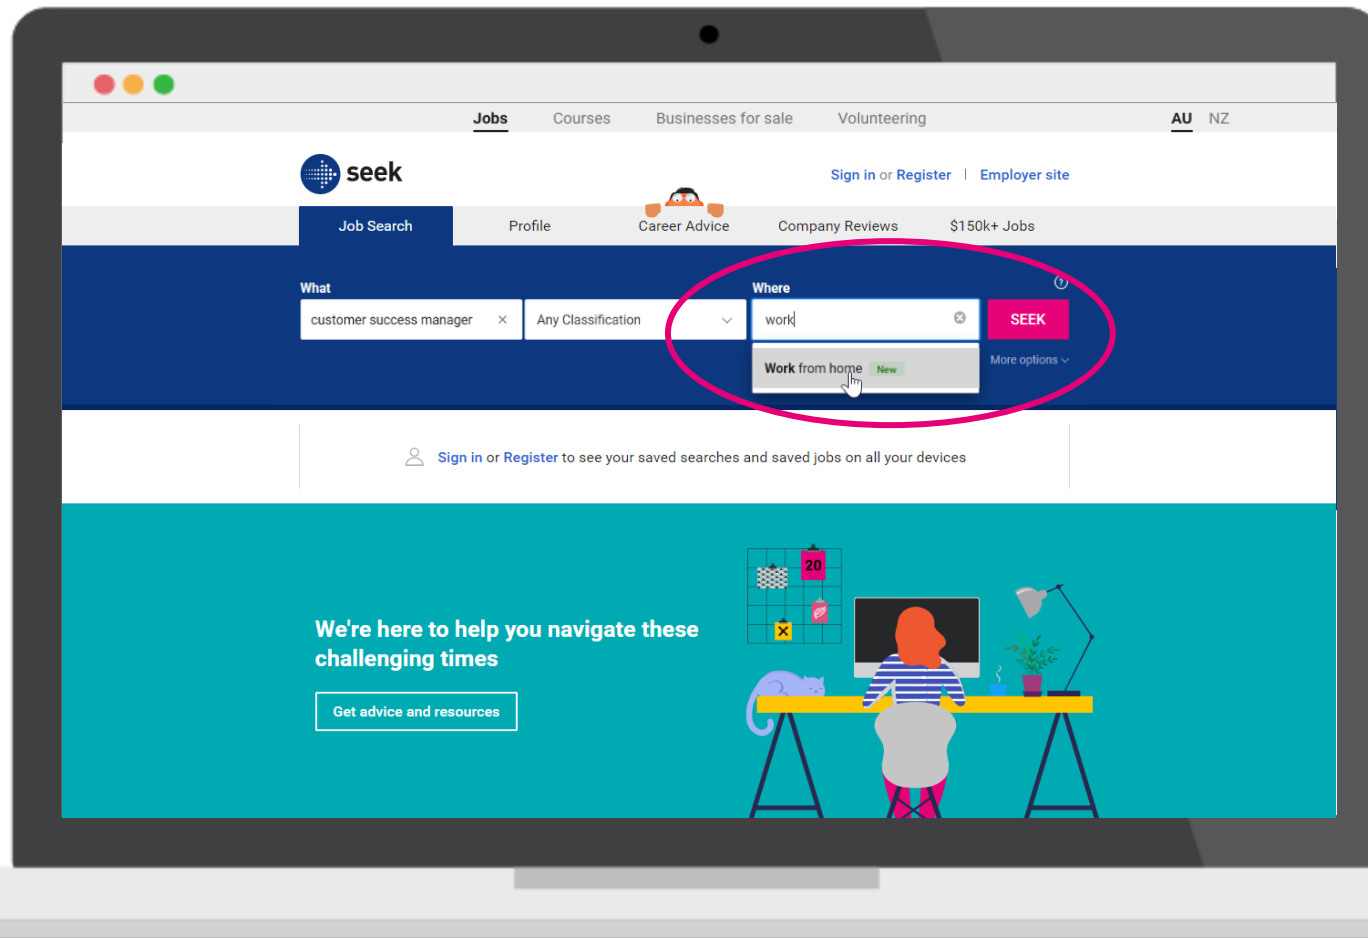 Jobs Courses Businesses for sale Volunteering AU NZ
seek
Sign in or Register | Employer site
Job Search Profile Career Advice Company Reviews $150k+ Jobs
What Where
customer success manager Any Classification work SEEK
Work from home New More options
Sign in or Register to see your saved searches and saved jobs on all your devices
20
We're here to help you navigate these
challenging times
Get advice and resources